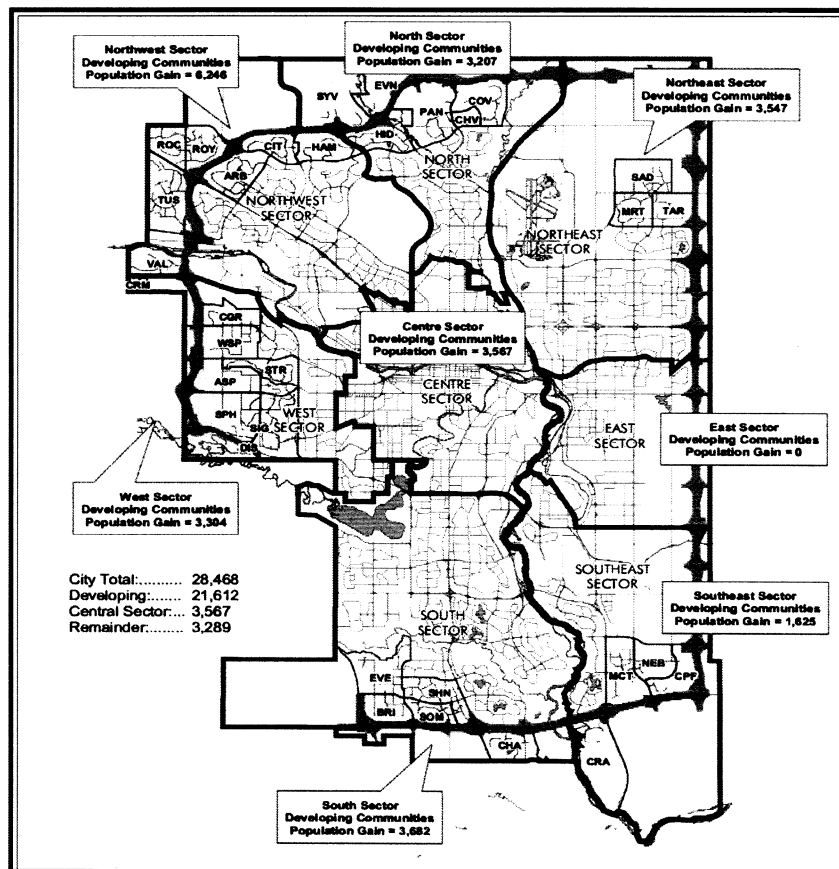 Northwest Sector
Developing Communities
Population Gain = 6,246
North Sector
Developing Communities
Population Gain = 3,207
Northeast Sector
Developing Communities
Population Gain = 3,547
SYV
EVN
PAN
COV
CHV
ROC
ROY
CIT
HAM
HID
ARB
NORTH
SECTOR
SAD
MRT
TAR
TUS
NORTHWEST
SECTOR
NORTHEAST
SECTOR
VAL
CRM
CGR
WSP
Centre Sector
Developing Communities
Population Gain = 3,567
STR
ASP
CENTRE
SECTOR
SPH
SIG
WEST
SECTOR
DIS
EAST
SECTOR
East Sector
Developing Communities
Population Gain = 0
West Sector
Developing Communities
Population Gain = 3,304
City Total:.......... 28,468
Developing:....... 21,612
Central Sector:... 3,567
Remainder:....... 3,289
SOUTHEAST
SECTOR
Southeast Sector
Developing Communities
Population Gain = 1,625
SOUTH
SECTOR
EVE
SHN
BRI
SOM
MCT
NEB
CPF
CHA
CRA
South Sector
Developing Communities
Population Gain = 3,682